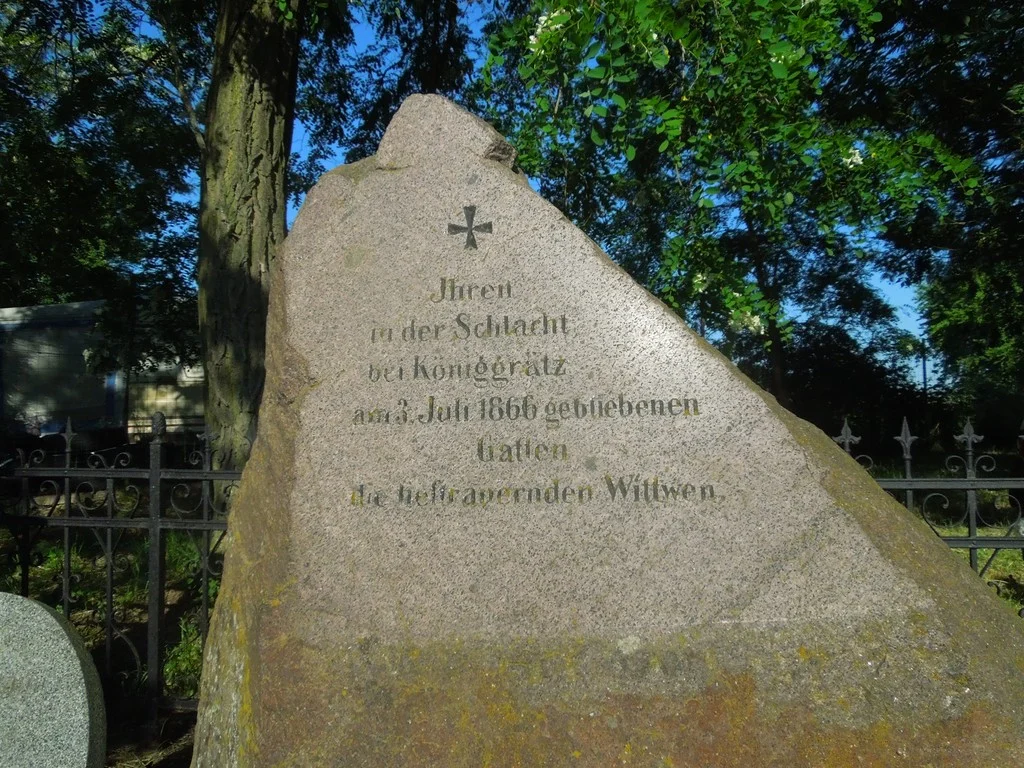 Ihren
in der Schlacht
bei Königgrätz
am 3. Juli 1866 gebliebenen
Gatten
die tieftrauernden Wittwen.